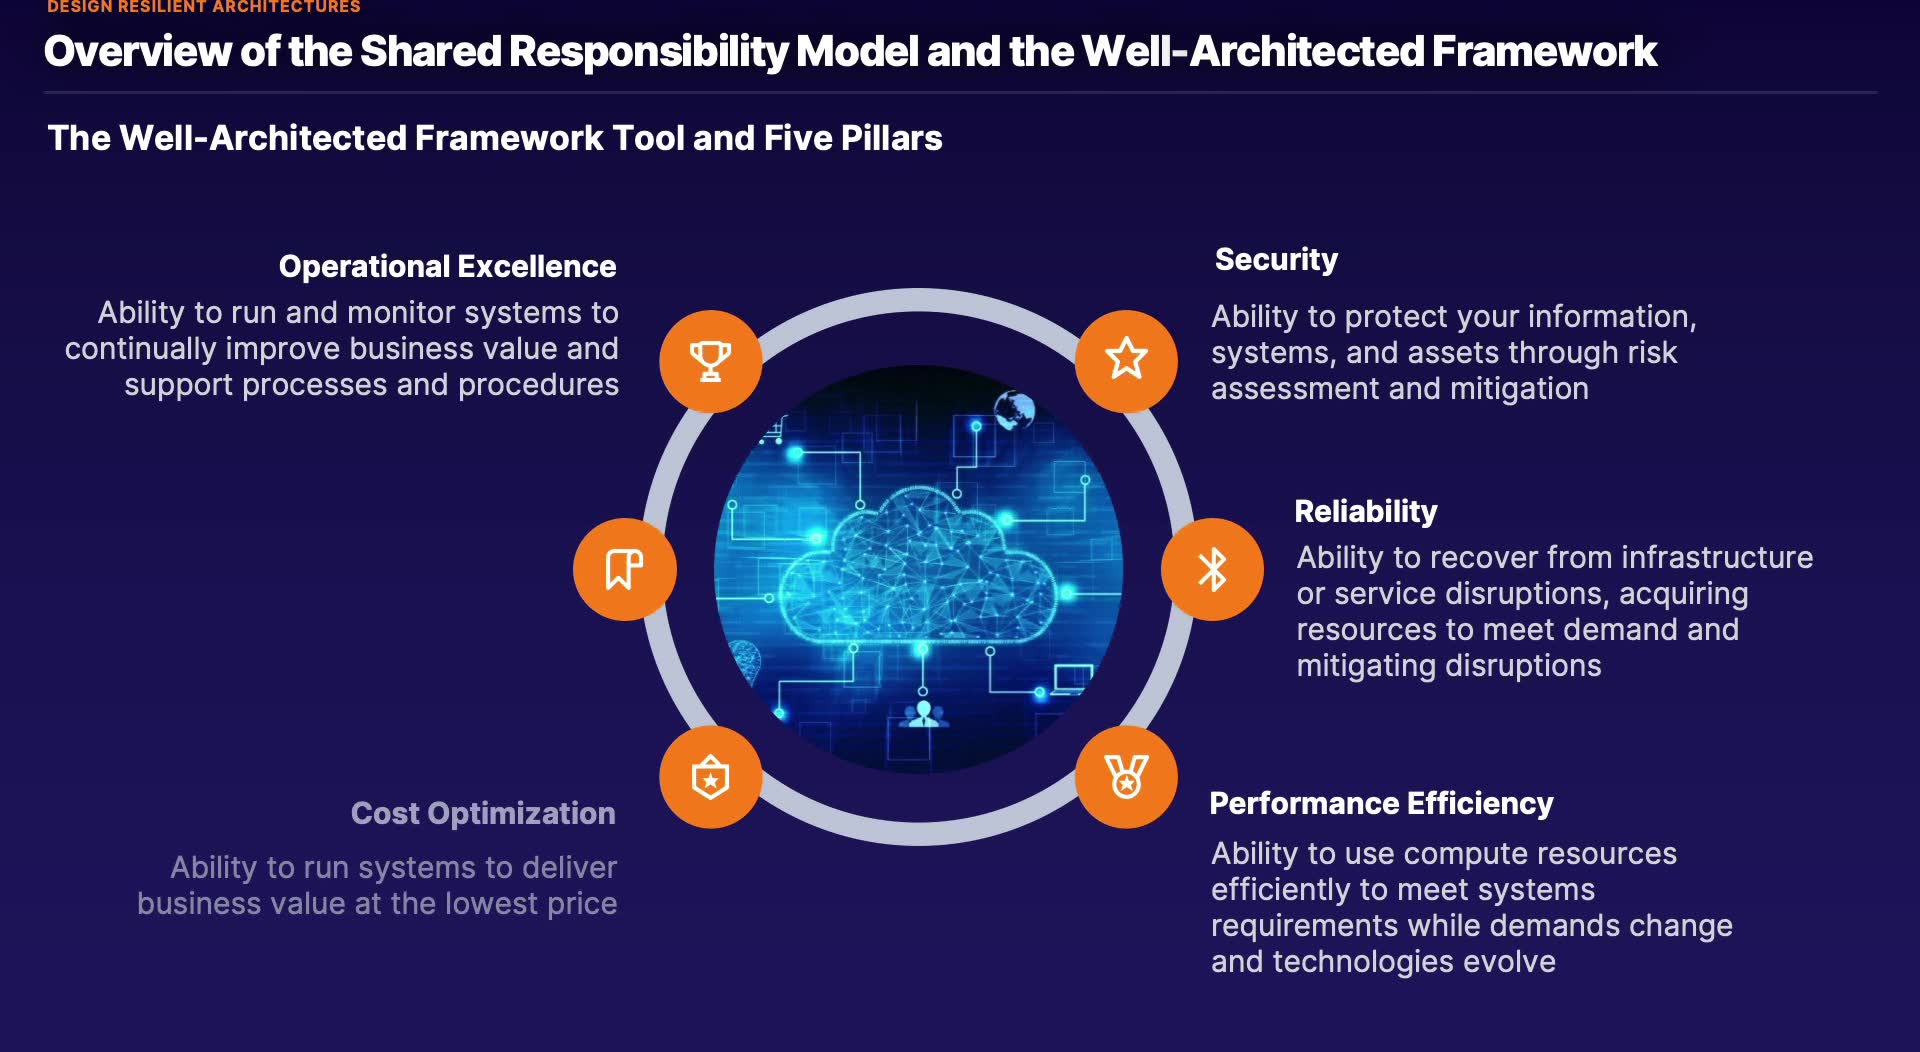 DESIGN RESILIENT ARCHITECTURES
Overview of the Shared Responsibility Model and the Well-Architected Framework
The Well-Architected Framework Tool and Five Pillars
Operational Excellence
Ability to run and monitor systems to
continually improve business value and
support processes and procedures
Security
Ability to protect your information,
systems, and assets through risk
assessment and mitigation
Reliability
Ability to recover from infrastructure
or service disruptions, acquiring
resources to meet demand and
mitigating disruptions
Cost Optimization
Ability to run systems to deliver
business value at the lowest price
Performance Efficiency
Ability to use compute resources
efficiently to meet systems
requirements while demands change
and technologies evolve